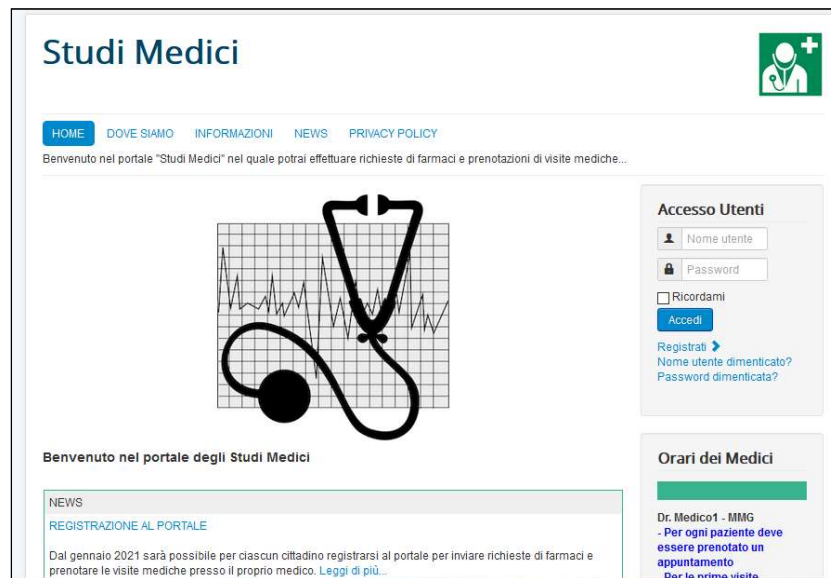 Studi Medici
HOME DOVE SIAMO INFORMAZIONI NEWS PRIVACY POLICY
Benvenuto nel portale "Studi Medici" nel quale potrai effettuare richieste di farmaci e prenotazioni di visite mediche...
Accesso Utenti
Nome utente
Password
Ricordami
Accedi
Registrati
Nome utente dimenticato?
Password dimenticata?
Benvenuto nel portale degli Studi Medici
NEWS
REGISTRAZIONE AL PORTALE
Dal gennaio 2021 sarà possibile per ciascun cittadino registrarsi al portale per inviare richieste di farmaci e
prenotare le visite mediche presso il proprio medico. Leggi di più...
Orari dei Medici
Dr. Medico1 - MMG
- Per ogni paziente deve
essere prenotato un
appuntamento
- Per le prime visite